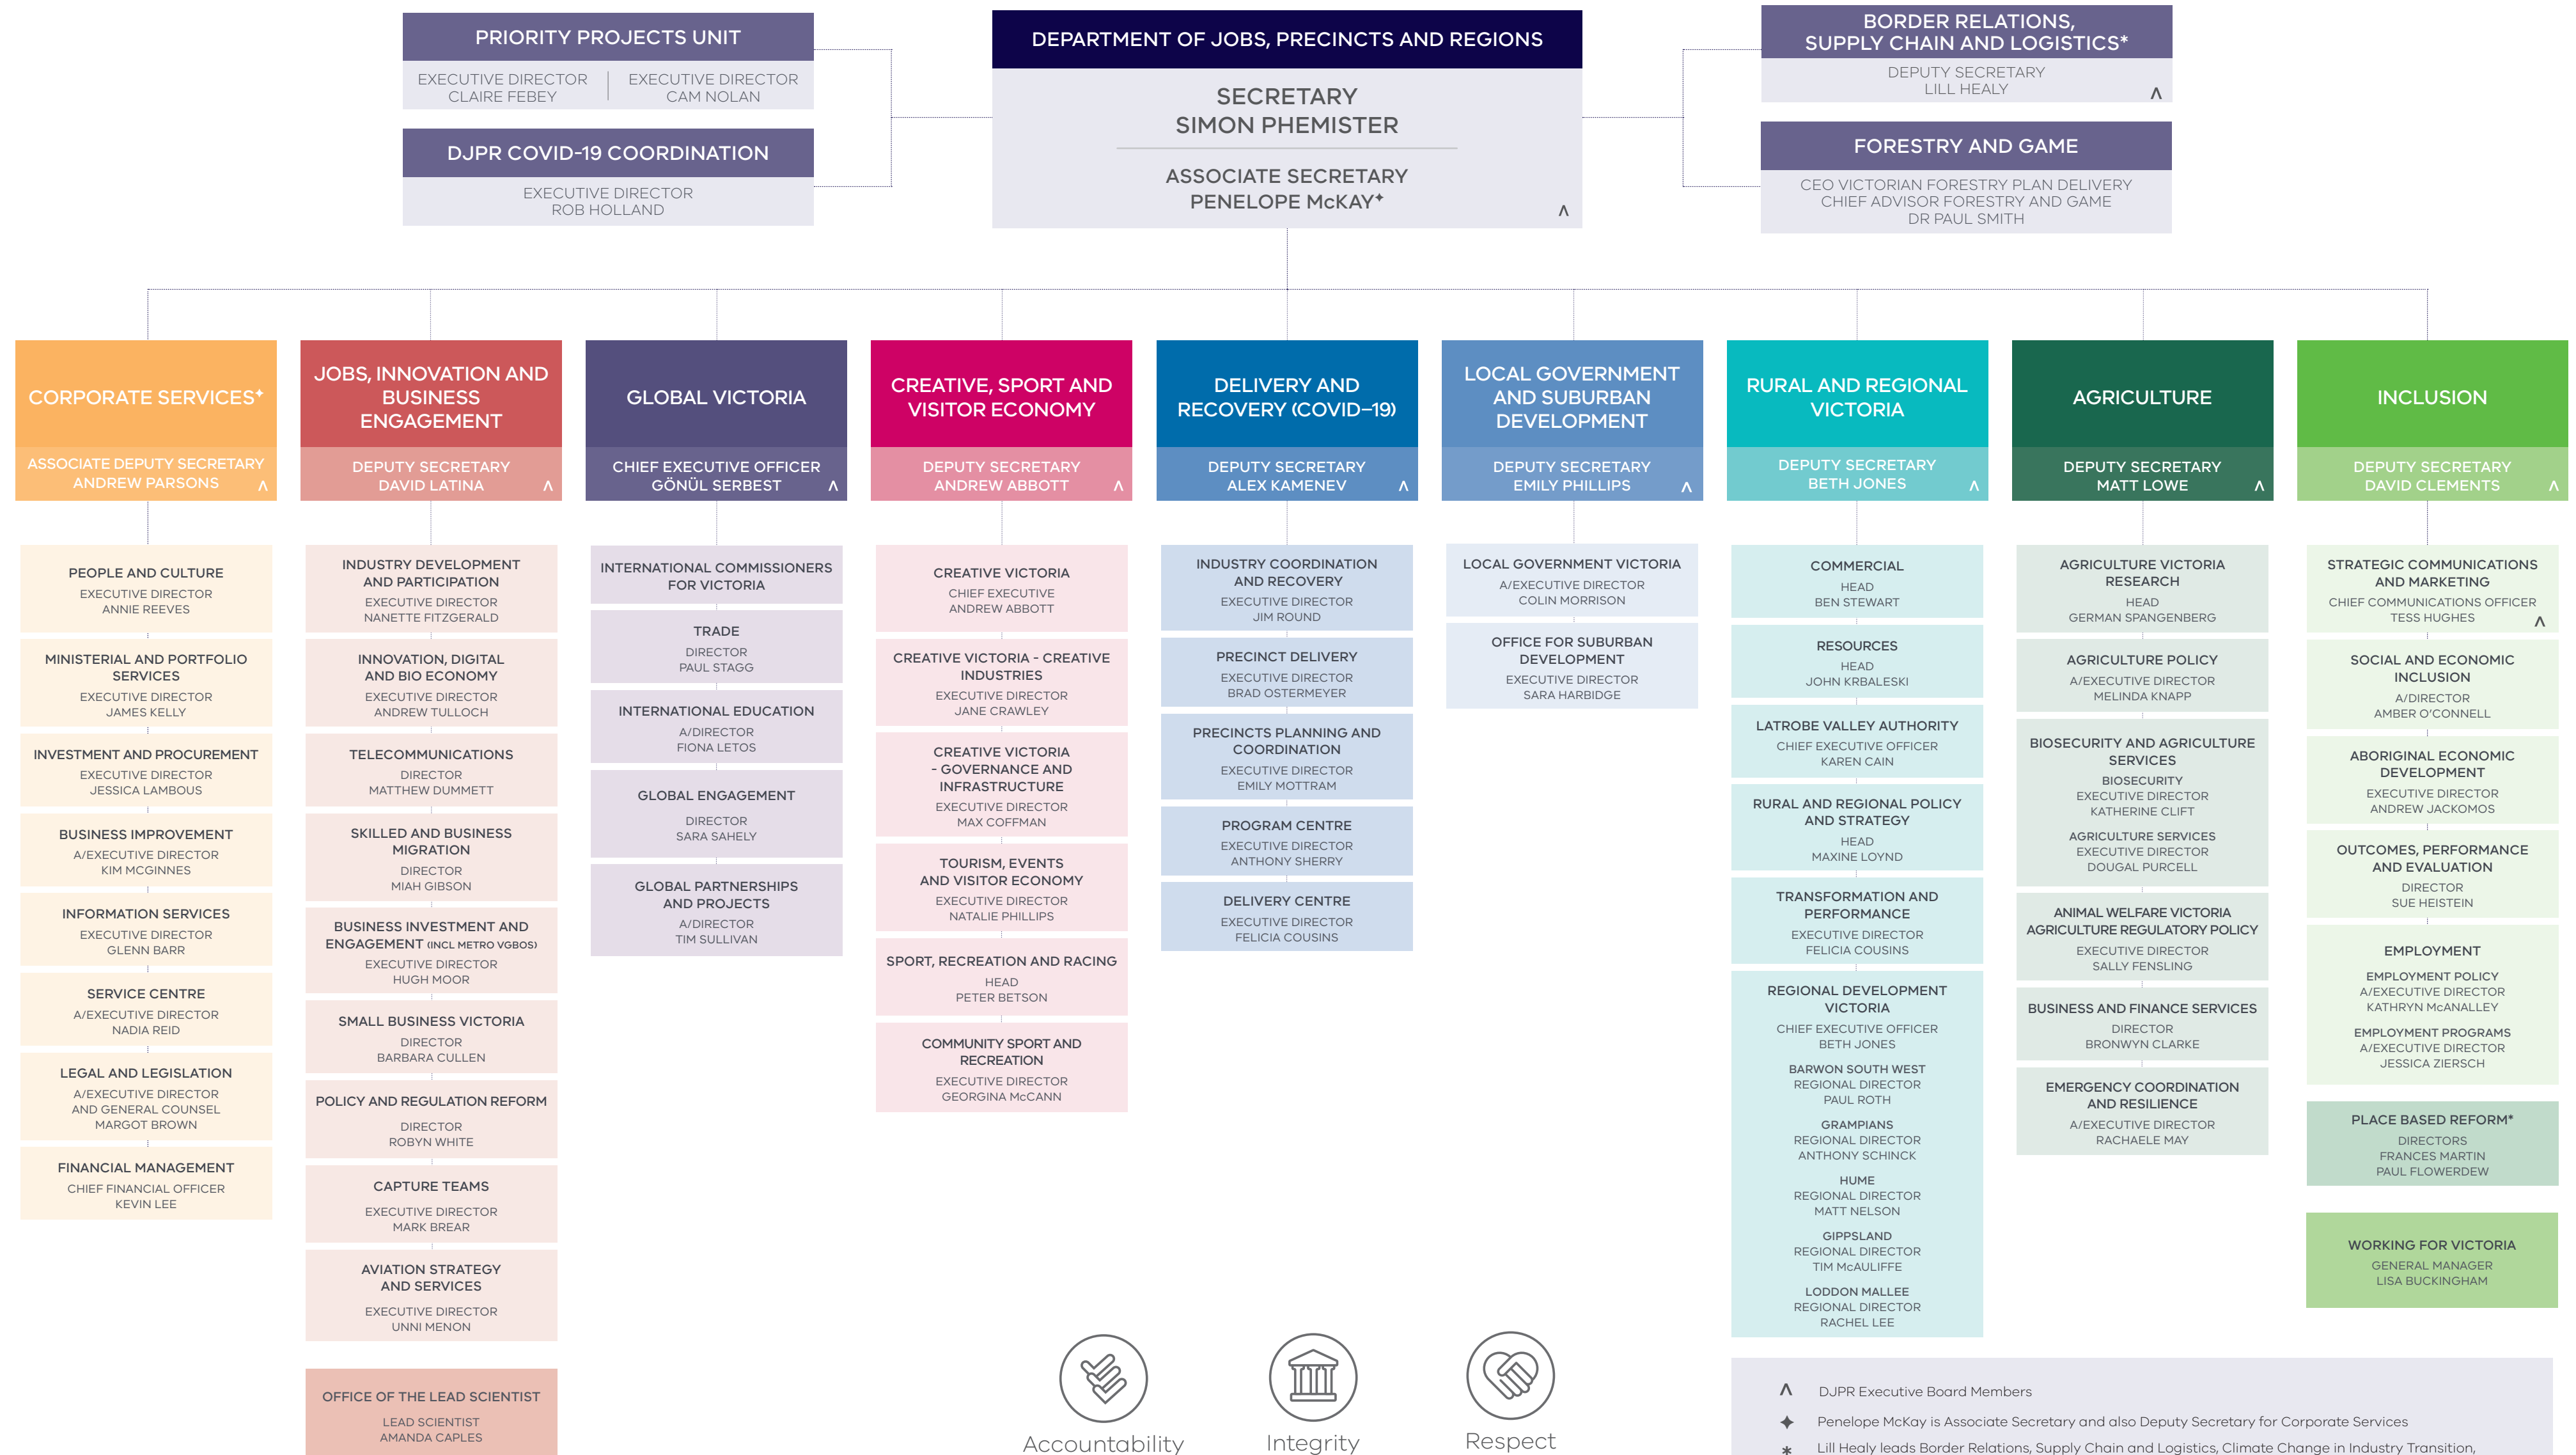 PRIORITY PROJECTS UNIT
EXECUTIVE DIRECTOR
CLAIRE FEBEY
EXECUTIVE DIRECTOR
CAM NOLAN
DJPR COVID-19 COORDINATION
EXECUTIVE DIRECTOR
ROB HOLLAND
DEPARTMENT OF JOBS, PRECINCTS AND REGIONS
SECRETARY
SIMON PHEMISTER
ASSOCIATE SECRETARY
PENELOPE McKAY✦
Λ
BORDER RELATIONS,
SUPPLY CHAIN AND LOGISTICS*
DEPUTY SECRETARY
LILL HEALY
Λ
FORESTRY AND GAME
CEO VICTORIAN FORESTRY PLAN DELIVERY
CHIEF ADVISOR FORESTRY AND GAME
DR PAUL SMITH
CORPORATE SERVICES✦
ASSOCIATE DEPUTY SECRETARY
ANDREW PARSONS Λ
PEOPLE AND CULTURE
EXECUTIVE DIRECTOR
ANNIE REEVES
MINISTERIAL AND PORTFOLIO
SERVICES
EXECUTIVE DIRECTOR
JAMES KELLY
INVESTMENT AND PROCUREMENT
EXECUTIVE DIRECTOR
JESSICA LAMBOUS
BUSINESS IMPROVEMENT
A/EXECUTIVE DIRECTOR
KIM MCGINNES
INFORMATION SERVICES
EXECUTIVE DIRECTOR
GLENN BARR
SERVICE CENTRE
A/EXECUTIVE DIRECTOR
NADIA REID
LEGAL AND LEGISLATION
A/EXECUTIVE DIRECTOR
AND GENERAL COUNSEL
MARGOT BROWN
FINANCIAL MANAGEMENT
CHIEF FINANCIAL OFFICER
KEVIN LEE
JOBS, INNOVATION AND
BUSINESS
ENGAGEMENT
DEPUTY SECRETARY
DAVID LATINA Λ
INDUSTRY DEVELOPMENT
AND PARTICIPATION
EXECUTIVE DIRECTOR
NANETTE FITZGERALD
INNOVATION, DIGITAL
AND BIO ECONOMY
EXECUTIVE DIRECTOR
ANDREW TULLOCH
TELECOMMUNICATIONS
DIRECTOR
MATTHEW DUMMETT
SKILLED AND BUSINESS
MIGRATION
DIRECTOR
MIAH GIBSON
BUSINESS INVESTMENT AND
ENGAGEMENT (INCL METRO VGBOS)
EXECUTIVE DIRECTOR
HUGH MOOR
SMALL BUSINESS VICTORIA
DIRECTOR
BARBARA CULLEN
POLICY AND REGULATION REFORM
DIRECTOR
ROBYN WHITE
CAPTURE TEAMS
EXECUTIVE DIRECTOR
MARK BREAR
AVIATION STRATEGY
AND SERVICES
EXECUTIVE DIRECTOR
UNNI MENON
OFFICE OF THE LEAD SCIENTIST
LEAD SCIENTIST
AMANDA CAPLES
GLOBAL VICTORIA
CHIEF EXECUTIVE OFFICER
GÖNÜL SERBEST Λ
INTERNATIONAL COMMISSIONERS
FOR VICTORIA
TRADE
DIRECTOR
PAUL STAGG
INTERNATIONAL EDUCATION
A/DIRECTOR
FIONA LETOS
GLOBAL ENGAGEMENT
DIRECTOR
SARA SAHELY
GLOBAL PARTNERSHIPS
AND PROJECTS
A/DIRECTOR
TIM SULLIVAN
CREATIVE, SPORT AND
VISITOR ECONOMY
DEPUTY SECRETARY
ANDREW ABBOTT Λ
CREATIVE VICTORIA
CHIEF EXECUTIVE
ANDREW ABBOTT
CREATIVE VICTORIA - CREATIVE
INDUSTRIES
EXECUTIVE DIRECTOR
JANE CRAWLEY
CREATIVE VICTORIA
- GOVERNANCE AND
INFRASTRUCTURE
EXECUTIVE DIRECTOR
MAX COFFMAN
TOURISM, EVENTS
AND VISITOR ECONOMY
EXECUTIVE DIRECTOR
NATALIE PHILLIPS
SPORT, RECREATION AND RACING
HEAD
PETER BETSON
COMMUNITY SPORT AND
RECREATION
EXECUTIVE DIRECTOR
GEORGINA McCANN
DELIVERY AND
RECOVERY (COVID–19)
DEPUTY SECRETARY
ALEX KAMENEV Λ
INDUSTRY COORDINATION
AND RECOVERY
EXECUTIVE DIRECTOR
JIM ROUND
PRECINCT DELIVERY
EXECUTIVE DIRECTOR
BRAD OSTERMEYER
PRECINCTS PLANNING AND
COORDINATION
EXECUTIVE DIRECTOR
EMILY MOTTRAM
PROGRAM CENTRE
EXECUTIVE DIRECTOR
ANTHONY SHERRY
DELIVERY CENTRE
EXECUTIVE DIRECTOR
FELICIA COUSINS
LOCAL GOVERNMENT
AND SUBURBAN
DEVELOPMENT
DEPUTY SECRETARY
EMILY PHILLIPS Λ
LOCAL GOVERNMENT VICTORIA
A/EXECUTIVE DIRECTOR
COLIN MORRISON
OFFICE FOR SUBURBAN
DEVELOPMENT
EXECUTIVE DIRECTOR
SARA HARBIDGE
RURAL AND REGIONAL
VICTORIA
DEPUTY SECRETARY
BETH JONES Λ
COMMERCIAL
HEAD
BEN STEWART
RESOURCES
HEAD
JOHN KRBALESKI
LATROBE VALLEY AUTHORITY
CHIEF EXECUTIVE OFFICER
KAREN CAIN
RURAL AND REGIONAL POLICY
AND STRATEGY
HEAD
MAXINE LOYND
TRANSFORMATION AND
PERFORMANCE
EXECUTIVE DIRECTOR
FELICIA COUSINS
REGIONAL DEVELOPMENT
VICTORIA
CHIEF EXECUTIVE OFFICER
BETH JONES
BARWON SOUTH WEST
REGIONAL DIRECTOR
PAUL ROTH
GRAMPIANS
REGIONAL DIRECTOR
ANTHONY SCHINCK
HUME
REGIONAL DIRECTOR
MATT NELSON
GIPPSLAND
REGIONAL DIRECTOR
TIM McAULIFFE
LODDON MALLEE
REGIONAL DIRECTOR
RACHEL LEE
AGRICULTURE
DEPUTY SECRETARY
MATT LOWE Λ
AGRICULTURE VICTORIA
RESEARCH
HEAD
GERMAN SPANGENBERG
AGRICULTURE POLICY
A/EXECUTIVE DIRECTOR
MELINDA KNAPP
BIOSECURITY AND AGRICULTURE
SERVICES
BIOSECURITY
EXECUTIVE DIRECTOR
KATHERINE CLIFT
AGRICULTURE SERVICES
EXECUTIVE DIRECTOR
DOUGAL PURCELL
ANIMAL WELFARE VICTORIA
AGRICULTURE REGULATORY POLICY
EXECUTIVE DIRECTOR
SALLY FENSLING
BUSINESS AND FINANCE SERVICES
DIRECTOR
BRONWYN CLARKE
EMERGENCY COORDINATION
AND RESILIENCE
A/EXECUTIVE DIRECTOR
RACHAELE MAY
INCLUSION
DEPUTY SECRETARY
DAVID CLEMENTS Λ
STRATEGIC COMMUNICATIONS
AND MARKETING
CHIEF COMMUNICATIONS OFFICER
TESS HUGHES Λ
SOCIAL AND ECONOMIC
INCLUSION
A/DIRECTOR
AMBER O'CONNELL
ABORIGINAL ECONOMIC
DEVELOPMENT
EXECUTIVE DIRECTOR
ANDREW JACKOMOS
OUTCOMES, PERFORMANCE
AND EVALUATION
DIRECTOR
SUE HEISTEIN
EMPLOYMENT
EMPLOYMENT POLICY
A/EXECUTIVE DIRECTOR
KATHRYN McANALLEY
EMPLOYMENT PROGRAMS
A/EXECUTIVE DIRECTOR
JESSICA ZIERSCH
PLACE BASED REFORM*
DIRECTORS
FRANCES MARTIN
PAUL FLOWERDEW
WORKING FOR VICTORIA
GENERAL MANAGER
LISA BUCKINGHAM
Accountability
Integrity
Respect
Λ DJPR Executive Board Members
✦ Penelope McKay is Associate Secretary and also Deputy Secretary for Corporate Services
* Lill Healy leads Border Relations, Supply Chain and Logistics, Climate Change in Industry Transition,